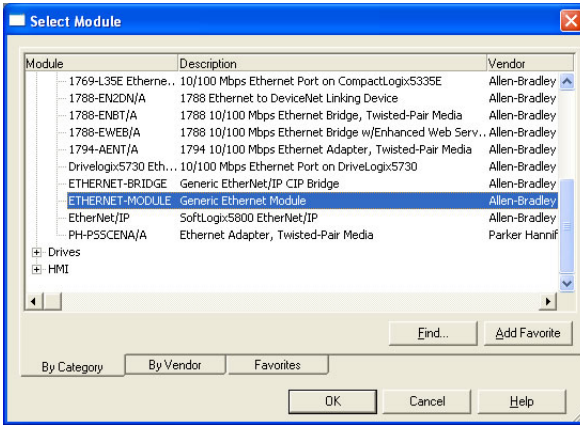 Select Module
Module Description Vendor
1769-L35E Etherne.. 10/100 Mbps Ethernet Port on CompactLogix5335E Allen-Bradley
1788-EN2DN/A 1788 Ethernet to DeviceNet Linking Device Allen-Bradley
1788-ENBT/A 1788 10/100 Mbps Ethernet Bridge, Twisted-Pair Media Allen-Bradley
1788-EWEB/A 1788 10/100 Mbps Ethernet Bridge w/Enhanced Web Serv.. Allen-Bradley
1794-AENT/A 1794 10/100 Mbps Ethernet Adapter, Twisted-Pair Media Allen-Bradley
Drivelogix5730 Eth... 10/100 Mbps Ethernet Port on DriveLogix5730 Allen-Bradley
ETHERNET-BRIDGE Generic EtherNet/IP CIP Bridge Allen-Bradley
ETHERNET-MODULE Generic Ethernet Module Allen-Bradley
EtherNet/IP SoftLogix5800 EtherNet/IP Allen-Bradley
PH-PSSCENA/A Ethernet Adapter, Twisted-Pair Media Parker Hannif
Drives
HMI
Find... Add Favorite
By Category By Vendor Favorites
OK Cancel Help